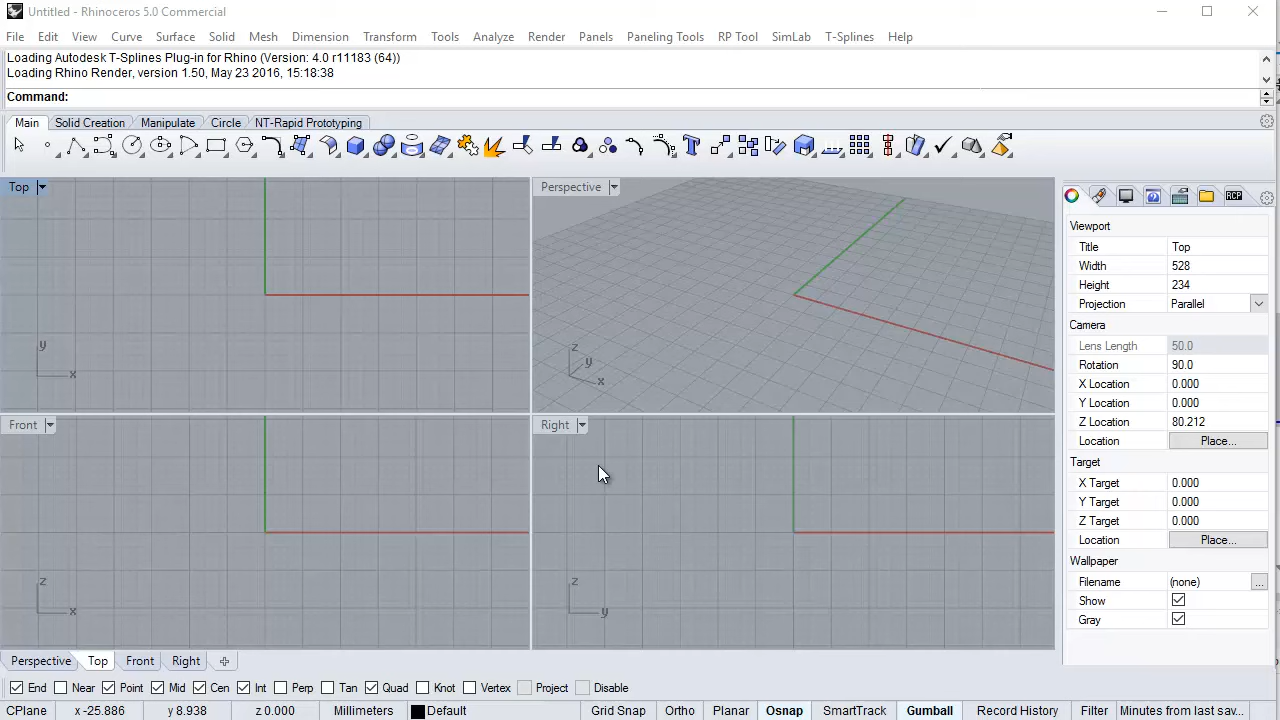 Untitled - Rhinoceros 5.0 Commercial
File Edit View Curve Surface Solid Mesh Dimension Transform Tools Analyze Render Panels Paneling Tools RP Tool SimLab T-Splines Help
Loading Autodesk T-Splines Plug-in for Rhino (Version: 4.0 r11183 (64))
Loading Rhino Render, version 1.50, May 23 2016, 15:18:38
Command:
Main Solid Creation Manipulate Circle NT-Rapid Prototyping
Top
y
x
Perspective
z
y
x
Front
z
x
Right
z
y
RCP
Viewport
Title Top
Width 528
Height 234
Projection Parallel
Camera
Lens Length 50.0
Rotation 90.0
X Location 0.000
Y Location 0.000
Z Location 80.212
Location Place...
Target
X Target 0.000
Y Target 0.000
Z Target 0.000
Location Place...
Wallpaper
Filename (none) ...
Show
Gray
Perspective Top Front Right
End Near Point Mid Cen Int Perp Tan Quad Knot Vertex Project Disable
CPlane x -25.886 y 8.938 z 0.000 Millimeters Default Grid Snap Ortho Planar Osnap SmartTrack Gumball Record History Filter Minutes from last sav...